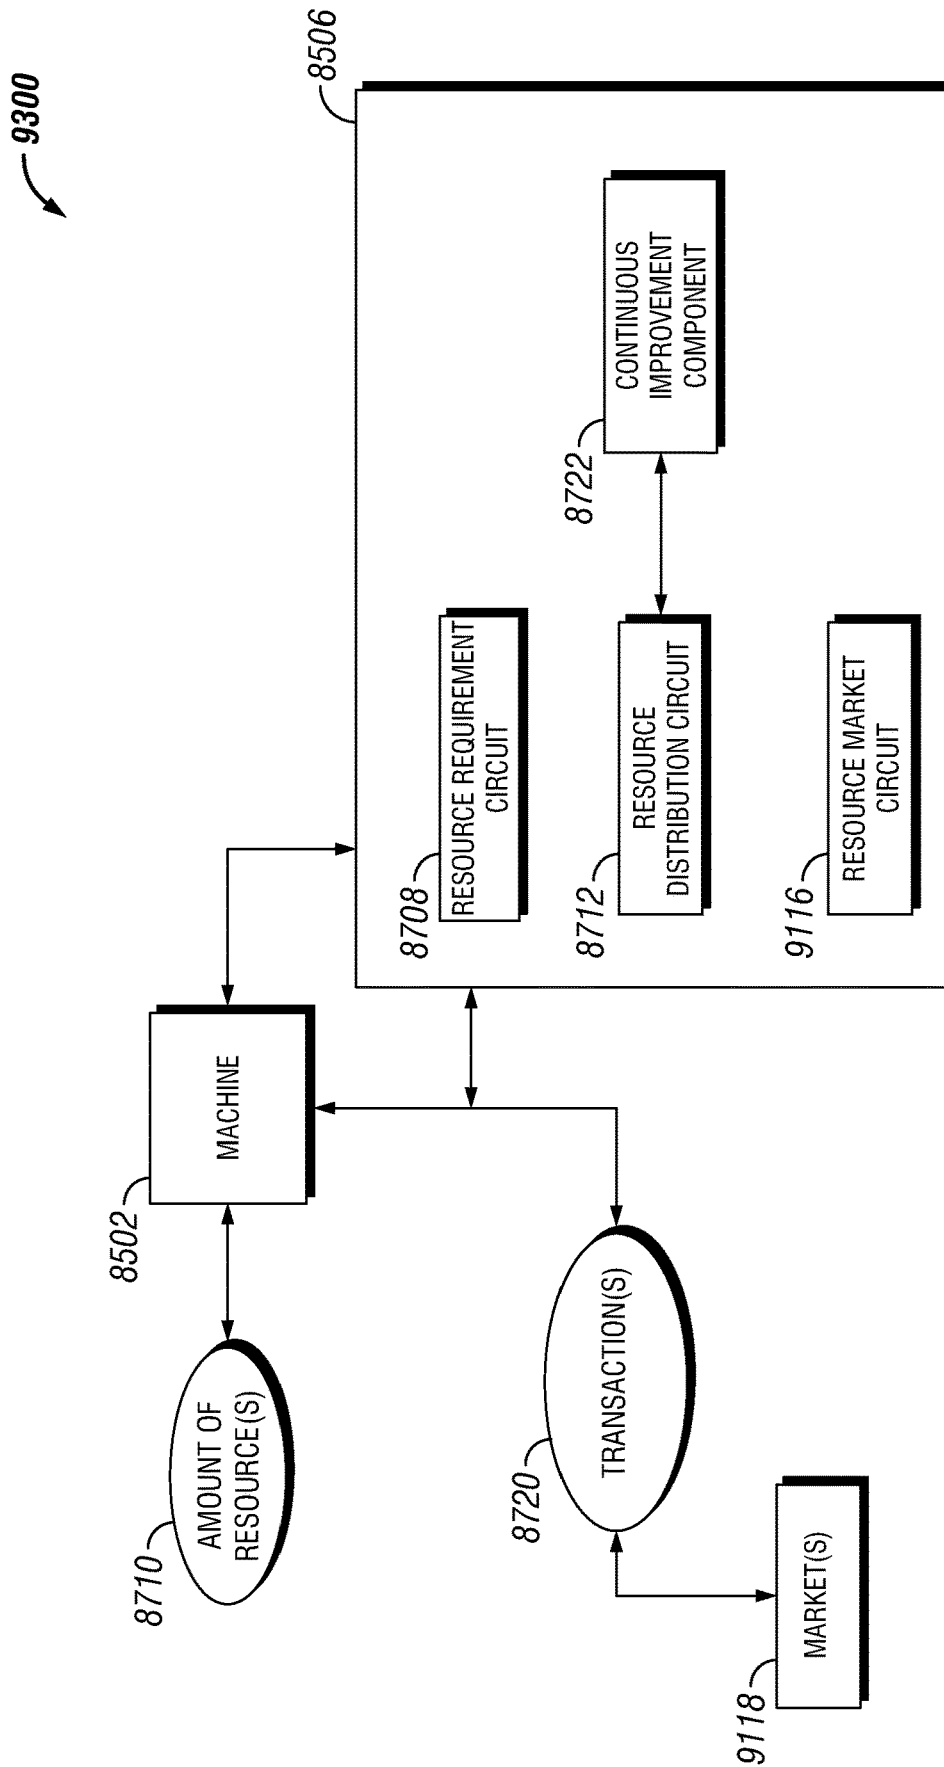 9300
8710
AMOUNT OF
RESOURCE(S)
8502
MACHINE
8506
8708
RESOURCE REQUIREMENT
CIRCUIT
8720
TRANSACTION(S)
8712
RESOURCE
DISTRIBUTION CIRCUIT
8722
CONTINUOUS
IMPROVEMENT
COMPONENT
9118
MARKET(S)
9116
RESOURCE MARKET
CIRCUIT